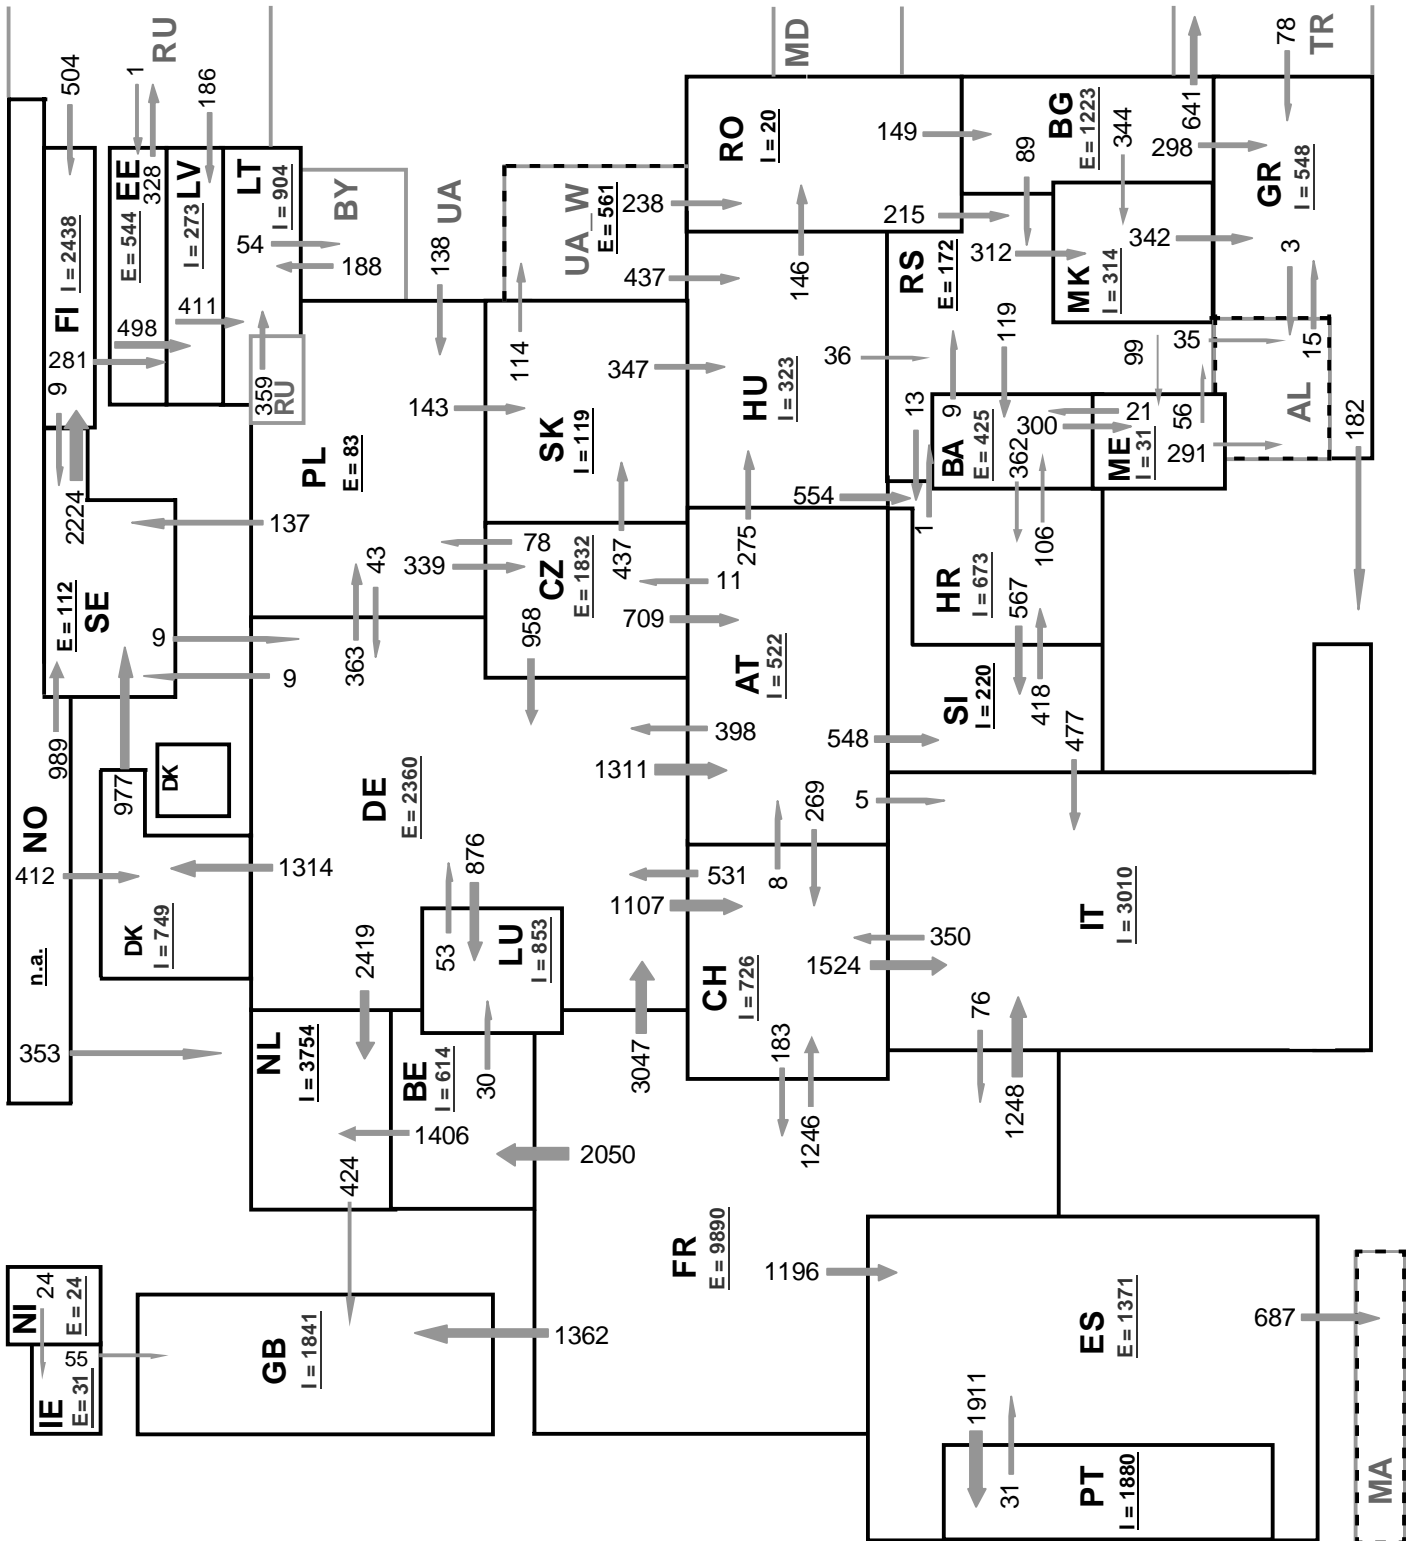 RU
MD
TR
504
1
186
78
641
FI
I = 2438
EE
E = 544
328
LV
I = 273
LT
I = 904
54
188
BY
UA
138
UA_W
E = 561
238
437
RO
I = 20
149
215
146
BG
E = 1223
89
344
298
GR
I = 548
342
312
MK
I = 314
RS
E = 172
3
15
35
AL
182
281
498
411
9
2224
359
RU
143
114
347
PL
E = 83
SK
I = 119
HU
I = 323
36
13
9
119
99
BA
E = 425
362
300
21
56
ME
I = 31
291
554
1
106
137
SE
E = 112
9
9
363
43
339
78
437
CZ
E = 1832
958
709
11
275
AT
I = 522
HR
I = 673
567
418
SI
I = 220
477
548
398
1311
989
977
DK
NO
412
n.a.
353
DK
I = 749
1314
DE
E = 2360
876
53
LU
I = 853
531
1107
8
269
5
CH
I = 726
350
1524
183
1246
76
1248
IT
I = 3010
2419
NL
I = 3754
BE
I = 614
30
3047
1406
424
2050
FR
E = 9890
1196
1362
NI
24
E = 24
IE
E = 31
55
GB
I = 1841
ES
E = 1371
687
1911
31
PT
I = 1880
MA